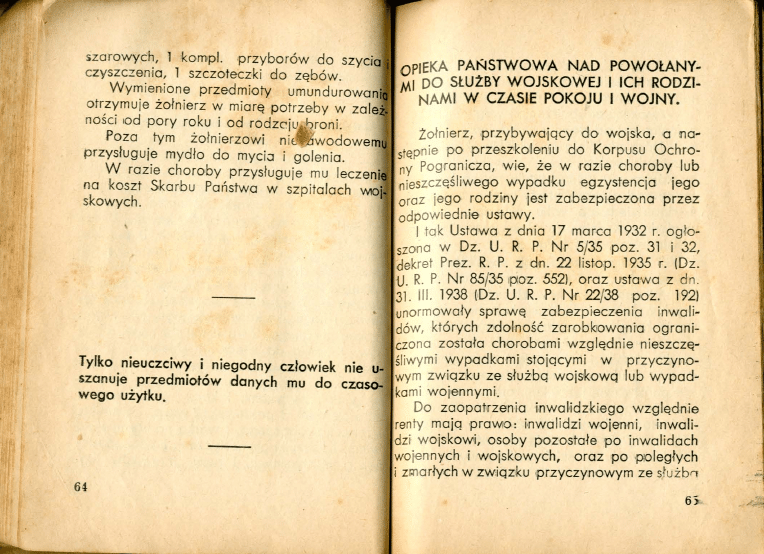 szarowych, 1 kompl. przyborów do szycia i
czyszczenia, 1 szczoteczki do zębów.
Wymienione przedmioty umundurowania
otrzymuje żołnierz w miarę potrzeby w zależ-
ności od pory roku i od rodzaju broni.
Poza tym żołnierzowi niezawodowemu
przysługuje mydło do mycia i golenia.
W razie choroby przysługuje mu leczenie
na koszt Skarbu Państwa w szpitalach woj-
skowych.
Tylko nieuczciwy i niegodny człowiek nie u-
szanuje przedmiotów danych mu do czaso-
wego użytku.
64
OPIEKA PAŃSTWOWA NAD POWOŁANY-
MI DO SŁUŻBY WOJSKOWEJ I ICH RODZI-
NAMI W CZASIE POKOJU I WOJNY.
Żołnierz, przybywający do wojska, a na-
stępnie po przeszkoleniu do Korpusu Ochro-
ny Pogranicza, wie, że w razie choroby lub
nieszczęśliwego wypadku egzystencja jego
oraz jego rodziny jest zabezpieczona przez
odpowiednie ustawy.
I tak Ustawa z dnia 17 marca 1932 r. ogło-
szona w Dz. U. R. P. Nr 5/35 poz. 31 i 32,
dekret Prez. R. P. z dn. 22 listop. 1935 r. (Dz.
U. R. P. Nr 85/35 poz. 552), oraz ustawa z dn.
31. III. 1938 (Dz. U. R. P. Nr 22/38 poz. 192)
unormowały sprawę zabezpieczenia inwali-
dów, których zdolność zarobkowania ograni-
czona została chorobami względnie nieszczę-
śliwymi wypadkami stojącymi w przyczyno-
wym związku ze służbą wojskową lub wypad-
kami wojennymi.
Do zaopatrzenia inwalidzkiego względnie
renty mają prawo: inwalidzi wojenni, inwali-
dzi wojskowi, osoby pozostałe po inwalidach
wojennych i wojskowych, oraz po poległych
i zmarłych w związku przyczynowym ze służbą
65